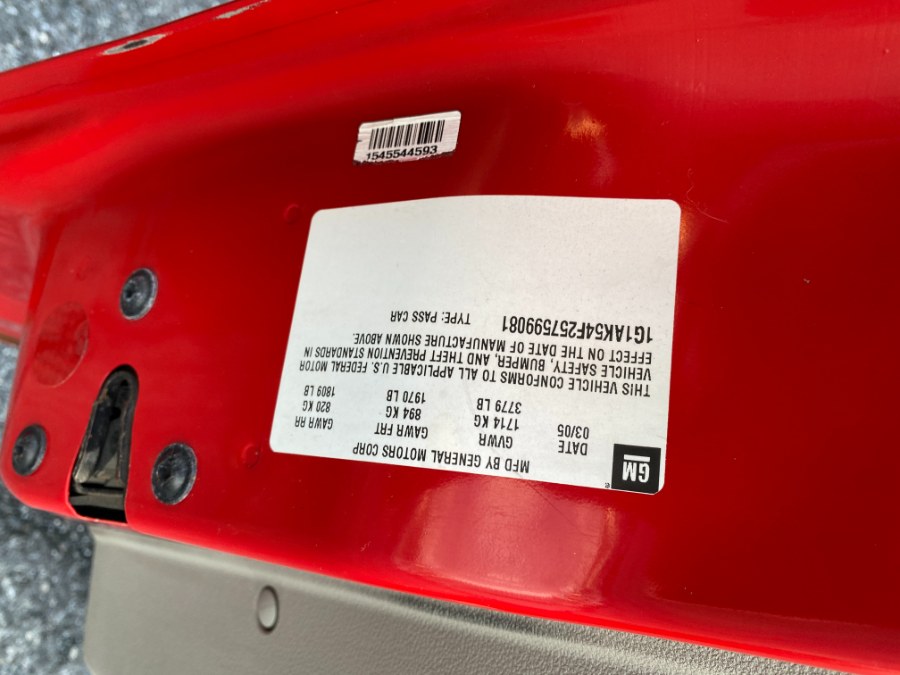 1545544593
GM
MFD BY GENERAL MOTORS CORP
DATE GVWR GAWR FRT GAWR RR
03/05 1714 KG 894 KG 820 KG
3779 LB 1970 LB 1809 LB
THIS VEHICLE CONFORMS TO ALL APPLICABLE U.S. FEDERAL MOTOR
VEHICLE SAFETY, BUMPER, AND THEFT PREVENTION STANDARDS IN
EFFECT ON THE DATE OF MANUFACTURE SHOWN ABOVE.
1G1AK54F257599081 TYPE: PASS CAR